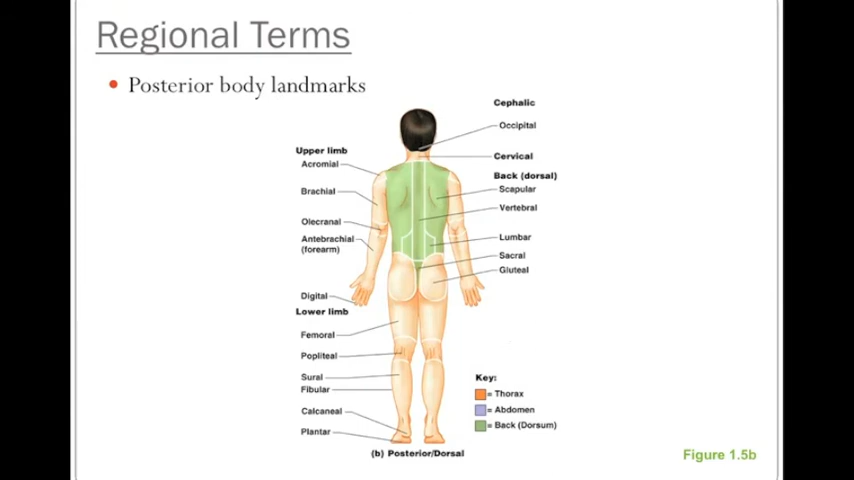 Regional Terms
Posterior body landmarks
Cephalic
Occipital
Cervical
Back (dorsal)
Scapular
Vertebral
Lumbar
Sacral
Gluteal
Upper limb
Acromial
Brachial
Olecranal
Antebrachial
(forearm)
Digital
Lower limb
Femoral
Popliteal
Sural
Fibular
Calcaneal
Plantar
Key:
= Thorax
= Abdomen
= Back (Dorsum)
(b) Posterior/Dorsal
Figure 1.5b